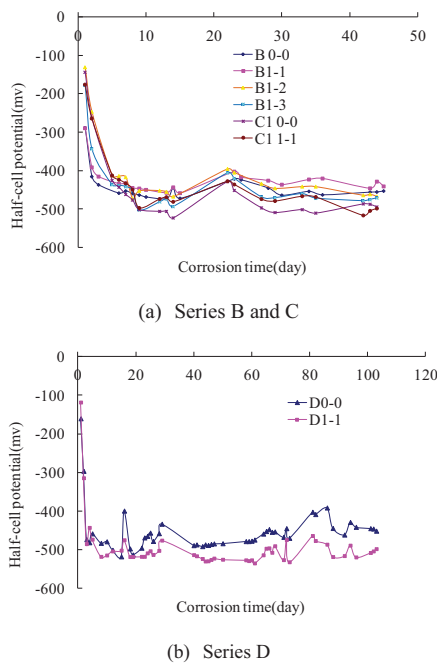 0 10 20 30 40 50
0
-100
-200
-300
-400
-500
-600
Half-cell potential(mv)
B 0-0
B1-1
B1-2
B1-3
C1 0-0
C1 1-1
Corrosion time(day)
(a) Series B and C
0 20 40 60 80 100 120
0
-100
-200
-300
-400
-500
-600
Half-cell potential(mv)
D0-0
D1-1
Corrosion time(day)
(b) Series D